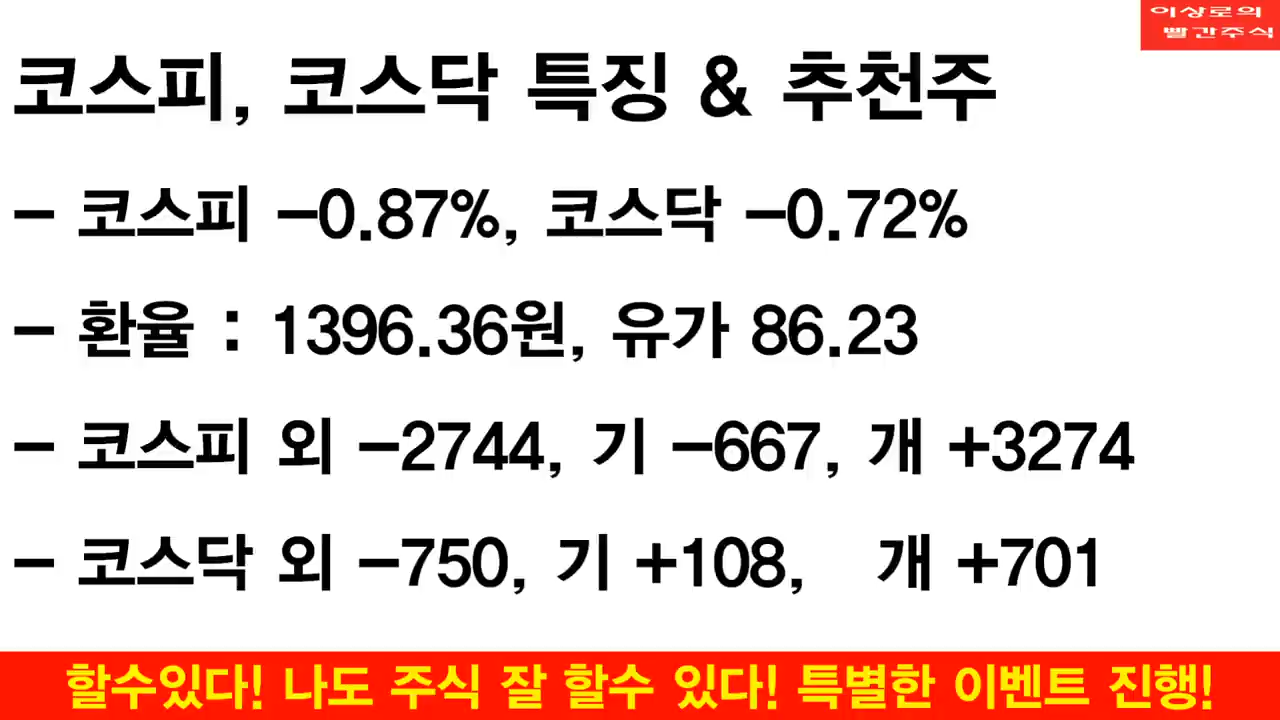 이상로의
빨간주식
코스피, 코스닥 특징 & 추천주
- 코스피 -0.87%, 코스닥 -0.72%
- 환율 : 1396.36원, 유가 86.23
- 코스피 외 -2744, 기 -667, 개 +3274
- 코스닥 외 -750, 기 +108, 개 +701
할수있다! 나도 주식 잘 할수 있다! 특별한 이벤트 진행!